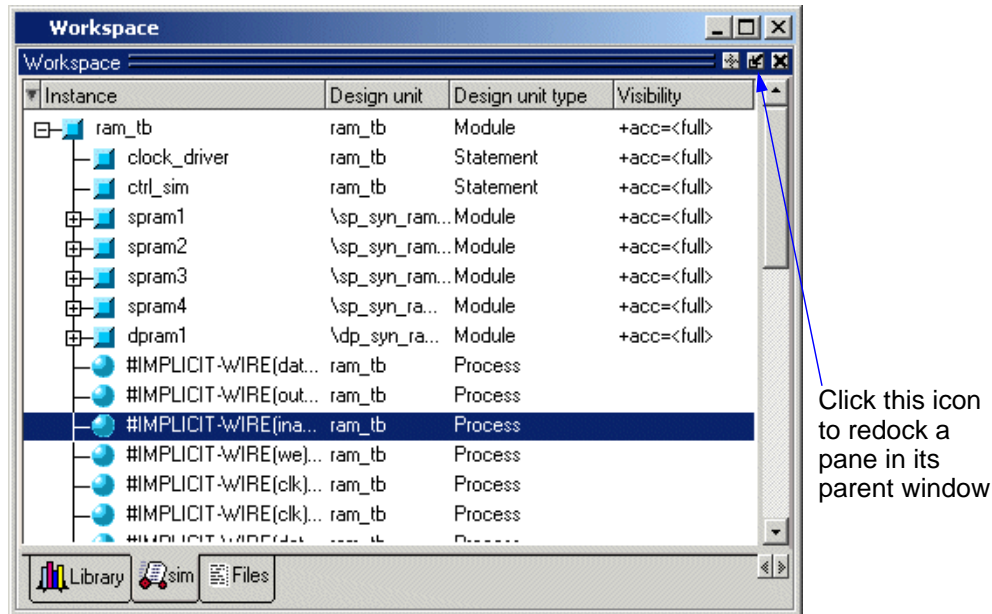 Workspace
Workspace
Instance Design unit Design unit type Visibility
ram_tb ram_tb Module +acc=<full>
clock_driver ram_tb Statement +acc=<full>
ctrl_sim ram_tb Statement +acc=<full>
spram1 \sp_syn_ram... Module +acc=<full>
spram2 \sp_syn_ram... Module +acc=<full>
spram3 \sp_syn_ram... Module +acc=<full>
spram4 \sp_syn_ra... Module +acc=<full>
dpram1 \dp_syn_ra... Module +acc=<full>
#IMPLICIT-WIRE(dat... ram_tb Process
#IMPLICIT-WIRE(out... ram_tb Process
#IMPLICIT-WIRE(ina... ram_tb Process
#IMPLICIT-WIRE(we)... ram_tb Process
#IMPLICIT-WIRE(clk)... ram_tb Process
#IMPLICIT-WIRE(clk)... ram_tb Process
Library sim Files
Click this icon
to redock a
pane in its
parent window